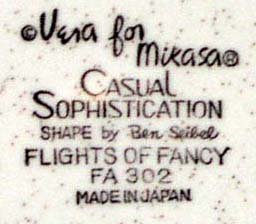 ©Vera for
Mikasa®
CASUAL
SOPHISTICATION
SHAPE by Ben Seibel
FLIGHTS OF FANCY
FA 302
MADE IN JAPAN